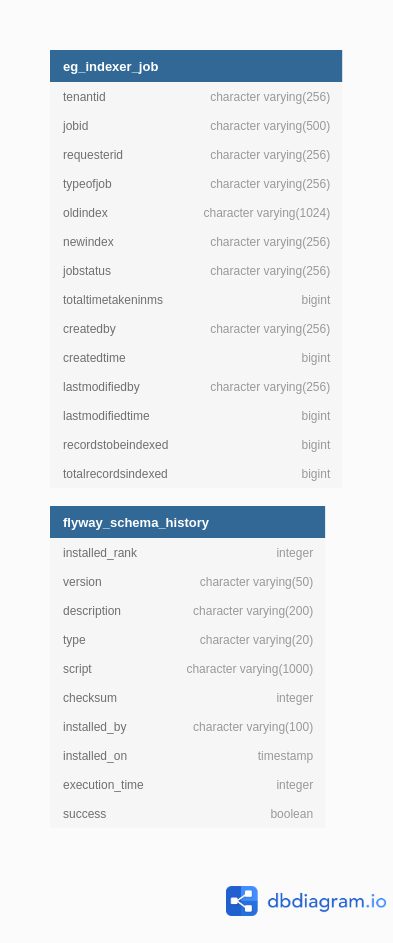 eg_indexer_job
tenantid character varying(256)
jobid character varying(500)
requesterid character varying(256)
typeofjob character varying(256)
oldindex character varying(1024)
newindex character varying(256)
jobstatus character varying(256)
totaltimetakeninms bigint
createdby character varying(256)
createdtime bigint
lastmodifiedby character varying(256)
lastmodifiedtime bigint
recordstobeindexed bigint
totalrecordsindexed bigint
flyway_schema_history
installed_rank integer
version character varying(50)
description character varying(200)
type character varying(20)
script character varying(1000)
checksum integer
installed_by character varying(100)
installed_on timestamp
execution_time integer
success boolean
dbdiagram.io